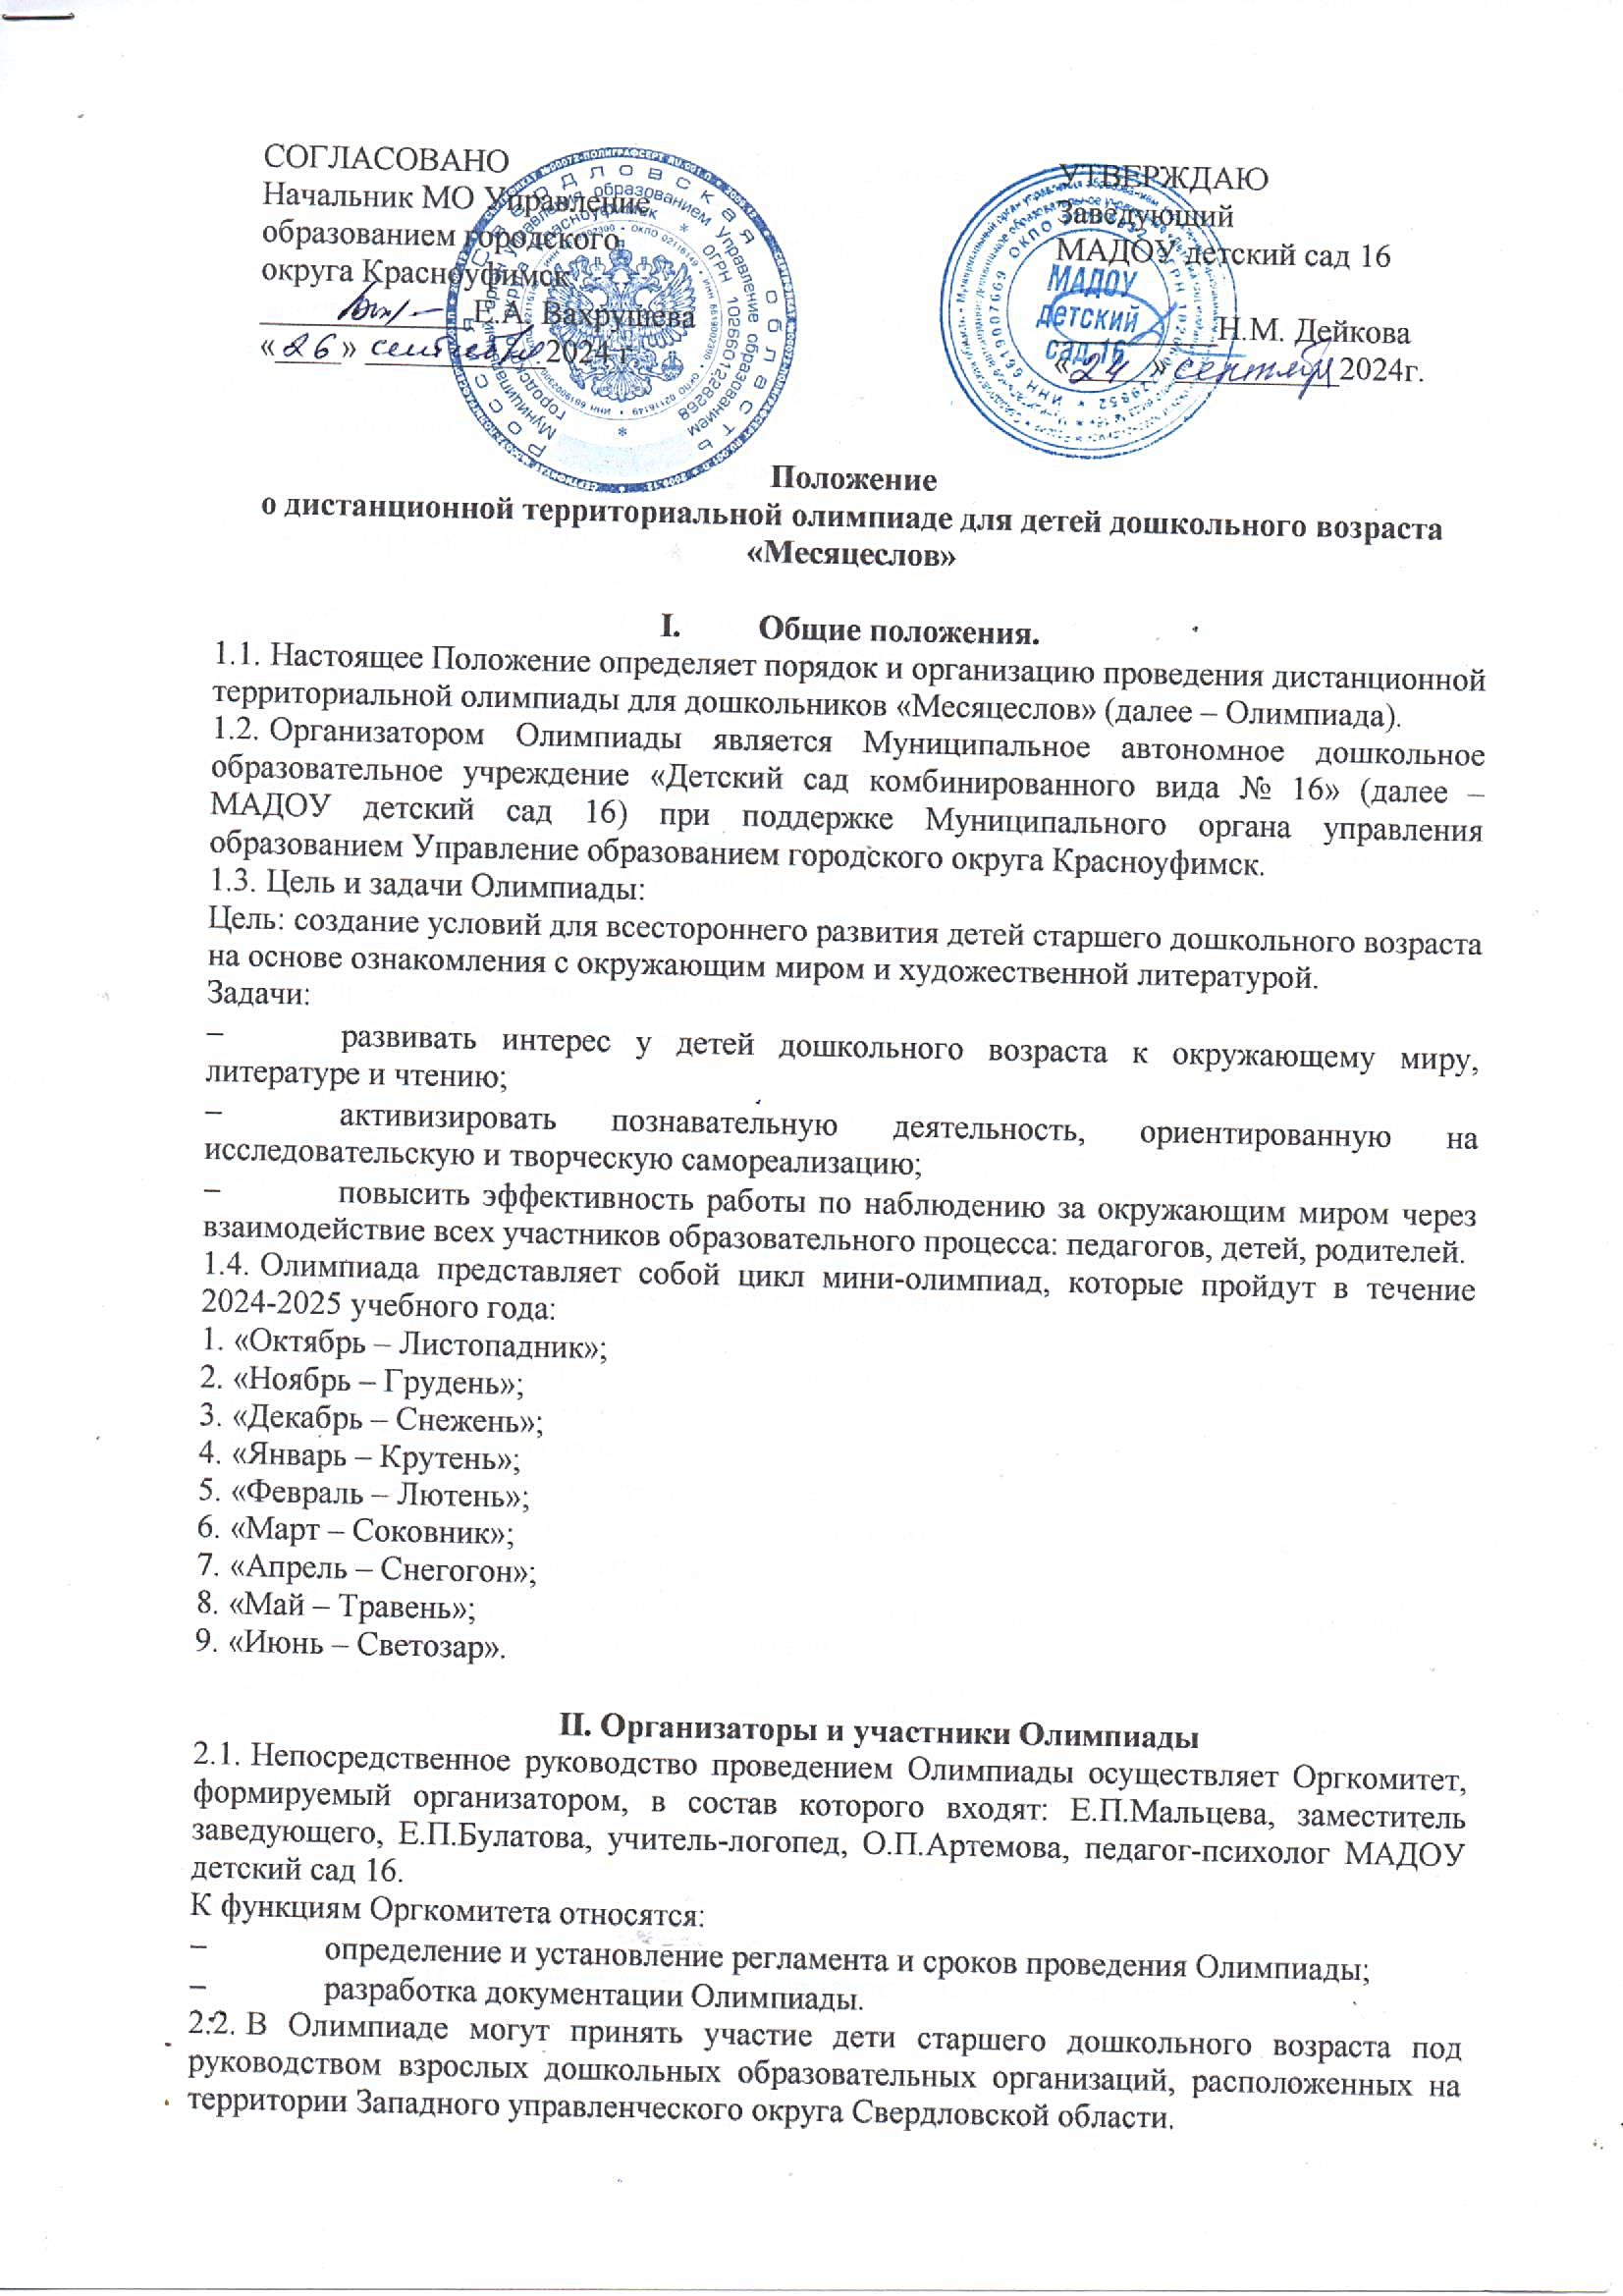 СОГЛАСОВАНО
Начальник МО Управление
образованием городского
округа Красноуфимск
Е.А. Вахрушева
«26» сентября 2024 г.
УТВЕРЖДАЮ
Заведующий
МАДОУ детский сад 16
Н.М. Дейкова
«24» сентября 2024г.
МАДОУ
детский
сад 16
Российская Свердловская область
Положение
о дистанционной территориальной олимпиаде для детей дошкольного возраста
«Месяцеслов»
I. Общие положения.
1.1. Настоящее Положение определяет порядок и организацию проведения дистанционной
территориальной олимпиады для дошкольников «Месяцеслов» (далее – Олимпиада).
1.2. Организатором Олимпиады является Муниципальное автономное дошкольное
образовательное учреждение «Детский сад комбинированного вида № 16» (далее –
МАДОУ детский сад 16) при поддержке Муниципального органа управления
образованием Управление образованием городского округа Красноуфимск.
1.3. Цель и задачи Олимпиады:
Цель: создание условий для всестороннего развития детей старшего дошкольного возраста
на основе ознакомления с окружающим миром и художественной литературой.
Задачи:
– развивать интерес у детей дошкольного возраста к окружающему миру,
литературе и чтению;
– активизировать познавательную деятельность, ориентированную на
исследовательскую и творческую самореализацию;
– повысить эффективность работы по наблюдению за окружающим миром через
взаимодействие всех участников образовательного процесса: педагогов, детей, родителей.
1.4. Олимпиада представляет собой цикл мини-олимпиад, которые пройдут в течение
2024-2025 учебного года:
1. «Октябрь – Листопадник»;
2. «Ноябрь – Грудень»;
3. «Декабрь – Снежень»;
4. «Январь – Крутень»;
5. «Февраль – Лютень»;
6. «Март – Соковник»;
7. «Апрель – Снегогон»;
8. «Май – Травень»;
9. «Июнь – Светозар».
II. Организаторы и участники Олимпиады
2.1. Непосредственное руководство проведением Олимпиады осуществляет Оргкомитет,
формируемый организатором, в состав которого входят: Е.П.Мальцева, заместитель
заведующего, Е.П.Булатова, учитель-логопед, О.П.Артемова, педагог-психолог МАДОУ
детский сад 16.
К функциям Оргкомитета относятся:
– определение и установление регламента и сроков проведения Олимпиады;
– разработка документации Олимпиады.
2.2. В Олимпиаде могут принять участие дети старшего дошкольного возраста под
руководством взрослых дошкольных образовательных организаций, расположенных на
территории Западного управленческого округа Свердловской области.